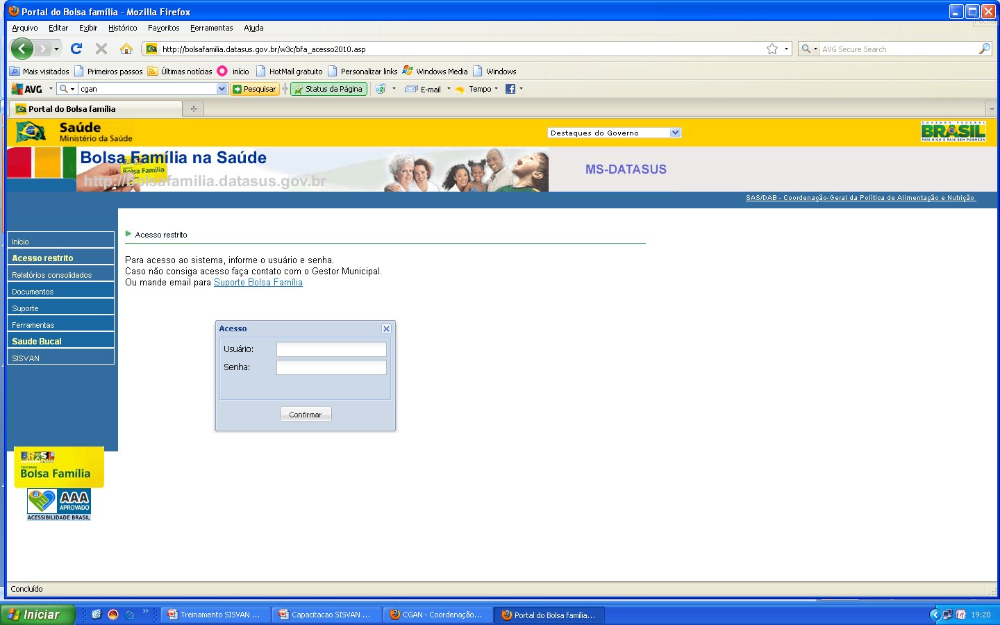 Portal do Bolsa família - Mozilla Firefox
Arquivo Editar Exibir Histórico Favoritos Ferramentas Ajuda
Fechar
http://bolsafamilia.datasus.gov.br/w3c/bfa_acesso2010.asp
AVG Secure Search
Mais visitados Primeiros passos Últimas notícias início HotMail gratuito Personalizar links Windows Media Windows
AVG cgan Pesquisar Status da Página E-mail Tempo
Portal do Bolsa família
Saúde
Ministério da Saúde
Destaques do Governo
GOVERNO FEDERAL
BRASIL
PAÍS RICO É PAÍS SEM POBREZA
Bolsa Família na Saúde
Bolsa Família
http://bolsafamilia.datasus.gov.br
MS-DATASUS
SAS/DAB - Coordenação-Geral da Política de Alimentação e Nutrição
Início
Acesso restrito
Relatórios consolidados
Documentos
Suporte
Ferramentas
Saude Bucal
SISVAN
Acesso restrito
Para acesso ao sistema, informe o usuário e senha.
Caso não consiga acesso faça contato com o Gestor Municipal.
Ou mande email para Suporte Bolsa Família
Acesso
Usuário:
Senha:
Confirmar
BRASIL
PROGRAMA
Bolsa Família
AAA
APROVADO
ACESSIBILIDADE BRASIL
Concluído
Iniciar
Treinamento SISVAN ...
Capacitacao SISVAN ...
CGAN - Coordenação...
Portal do Bolsa família...
19:20